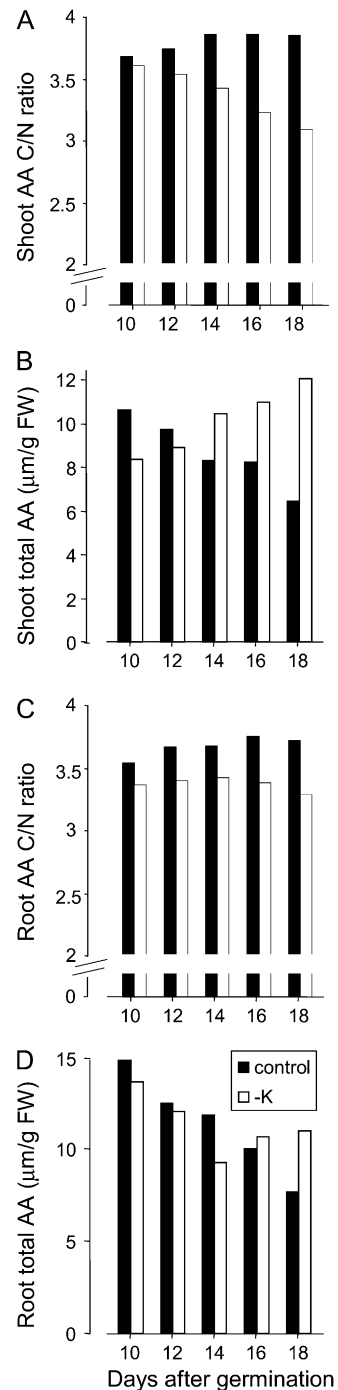 A
Shoot AA C/N ratio
4
3.5
3
2.5
2
0
10 12 14 16 18
B
Shoot total AA (µm/g FW)
12
10
8
6
4
2
0
10 12 14 16 18
C
Root AA C/N ratio
4
3.5
3
2.5
2
0
10 12 14 16 18
D
Root total AA (µm/g FW)
15
10
5
0
control
-K
10 12 14 16 18
Days after germination